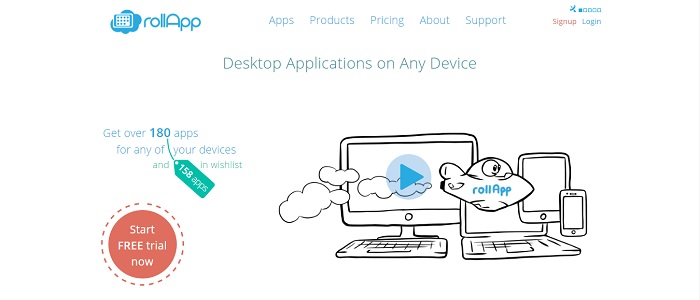 rollApp
Apps Products Pricing About Support
Signup Login
Desktop Applications on Any Device
Get over 180 apps
for any of your devices
and 158 apps in wishlist
rollApp
Start
FREE trial
now